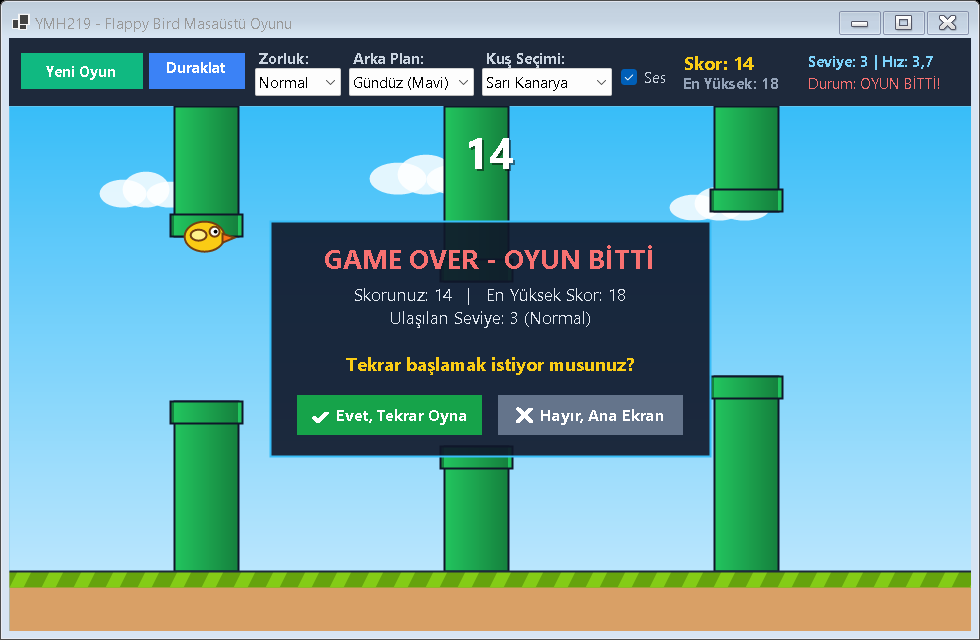 YMH219 - Flappy Bird Masaüstü Oyunu
Yeni Oyun
Duraklat
Zorluk:
Normal
Arka Plan:
Gündüz (Mavi)
Kuş Seçimi:
Sarı Kanarya
Ses
Skor: 14
En Yüksek: 18
Seviye: 3 | Hız: 3,7
Durum: OYUN BİTTİ!
14
GAME OVER - OYUN BİTTİ
Skorunuz: 14 | En Yüksek Skor: 18
Ulaşılan Seviye: 3 (Normal)
Tekrar başlamak istiyor musunuz?
Evet, Tekrar Oyna
Hayır, Ana Ekran